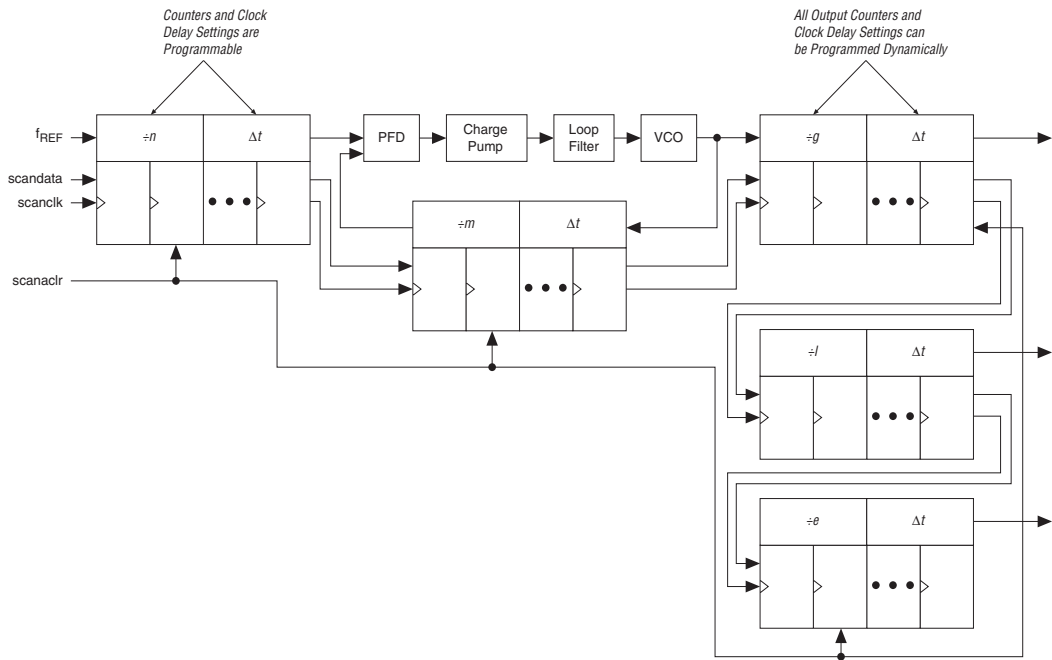 Counters and Clock
Delay Settings are
Programmable
All Output Counters and
Clock Delay Settings can
be Programmed Dynamically
fREF
÷n
Δt
PFD
Charge
Pump
Loop
Filter
VCO
÷g
Δt
scandata
scanclk
÷m
Δt
scanaclr
÷l
Δt
÷e
Δt